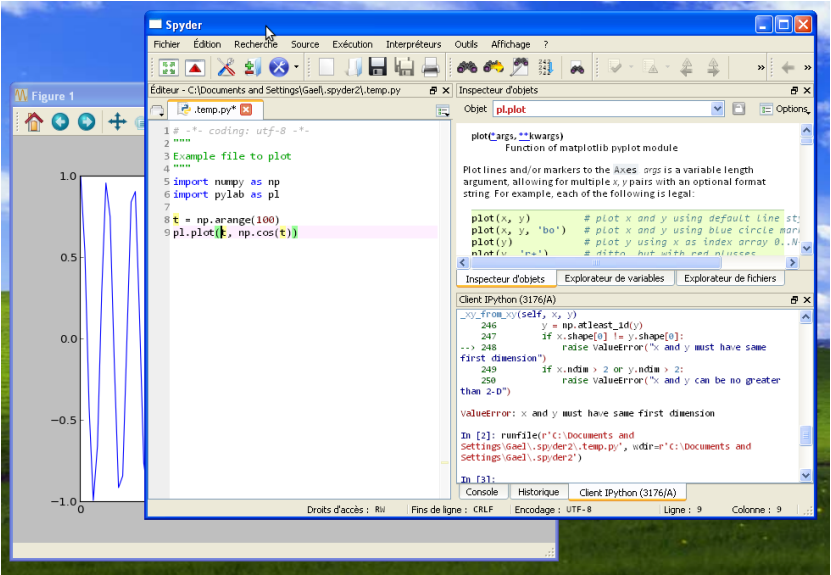 Spyder
Fichier Édition Recherche Source Exécution Interpréteurs Outils Affichage ?
Figure 1
1.0
0.5
0.0
−0.5
−1.0
0
Éditeur - C:\Documents and Settings\Gael\.spyder2\.temp.py
.temp.py*
1 # -*- coding: utf-8 -*-
2 """
3 Example file to plot
4 """
5 import numpy as np
6 import pylab as pl
7
8 t = np.arange(100)
9 pl.plot(t, np.cos(t))
Inspecteur d'objets
Objet pl.plot Options
plot(*args, **kwargs)
Function of matplotlib pyplot module
Plot lines and/or markers to the Axes args is a variable length
argument, allowing for multiple x, y pairs with an optional format
string. For example, each of the following is legal:
plot(x, y) # plot x and y using default line st
plot(x, y, 'bo') # plot x and y using blue circle mar
plot(y) # plot y using x as index array 0..N
plot(y, 'r+') # ditto, but with red plusses
Inspecteur d'objets Explorateur de variables Explorateur de fichiers
Client IPython (3176/A)
_xy_from_xy(self, x, y)
246 y = np.atleast_1d(y)
247 if x.shape[0] != y.shape[0]:
--> 248 raise ValueError("x and y must have same
first dimension")
249 if x.ndim > 2 or y.ndim > 2:
250 raise ValueError("x and y can be no greater
than 2-D")
ValueError: x and y must have same first dimension
In [2]: runfile(r'C:\Documents and
Settings\Gael\.spyder2\.temp.py', wdir=r'C:\Documents and
Settings\Gael\.spyder2')
In [3]:
Console Historique Client IPython (3176/A)
Droits d'accès : RW Fins de ligne : CRLF Encodage : UTF-8 Ligne : 9 Colonne : 9